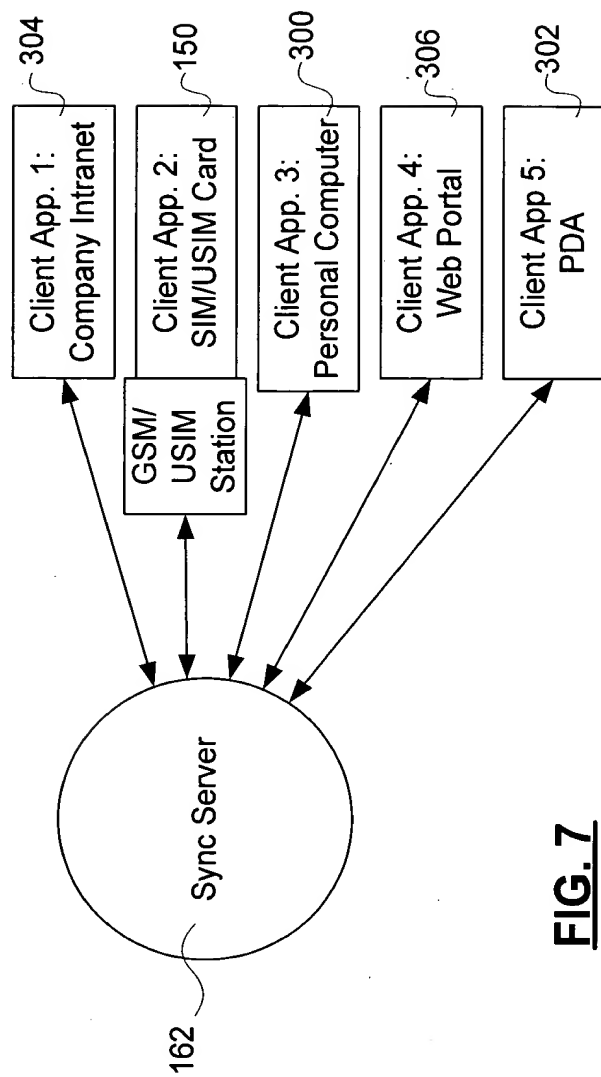 Client App. 1:
Company Intranet
304
GSM/
USIM
Station
Client App. 2:
SIM/USIM Card
150
Sync Server
162
Client App. 3:
Personal Computer
300
Client App. 4:
Web Portal
306
Client App 5:
PDA
302
FIG. 7